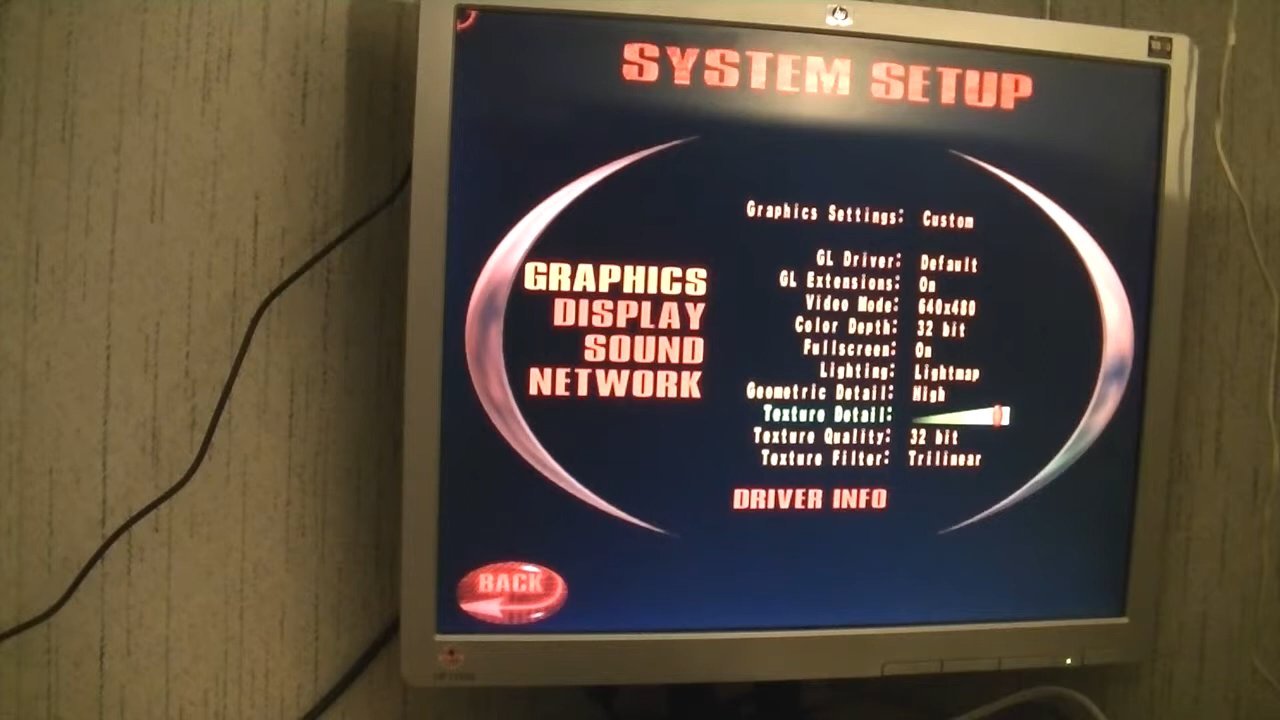 hp
SYSTEM SETUP
Graphics Settings: Custom
GL Driver: Default
GL Extensions: On
Video Mode: 640x480
Color Depth: 32 bit
Fullscreen: On
Lighting: Lightmap
Geometric Detail: High
Texture Detail:
Texture Quality: 32 bit
Texture Filter: Trilinear
GRAPHICS
DISPLAY
SOUND
NETWORK
DRIVER INFO
BACK